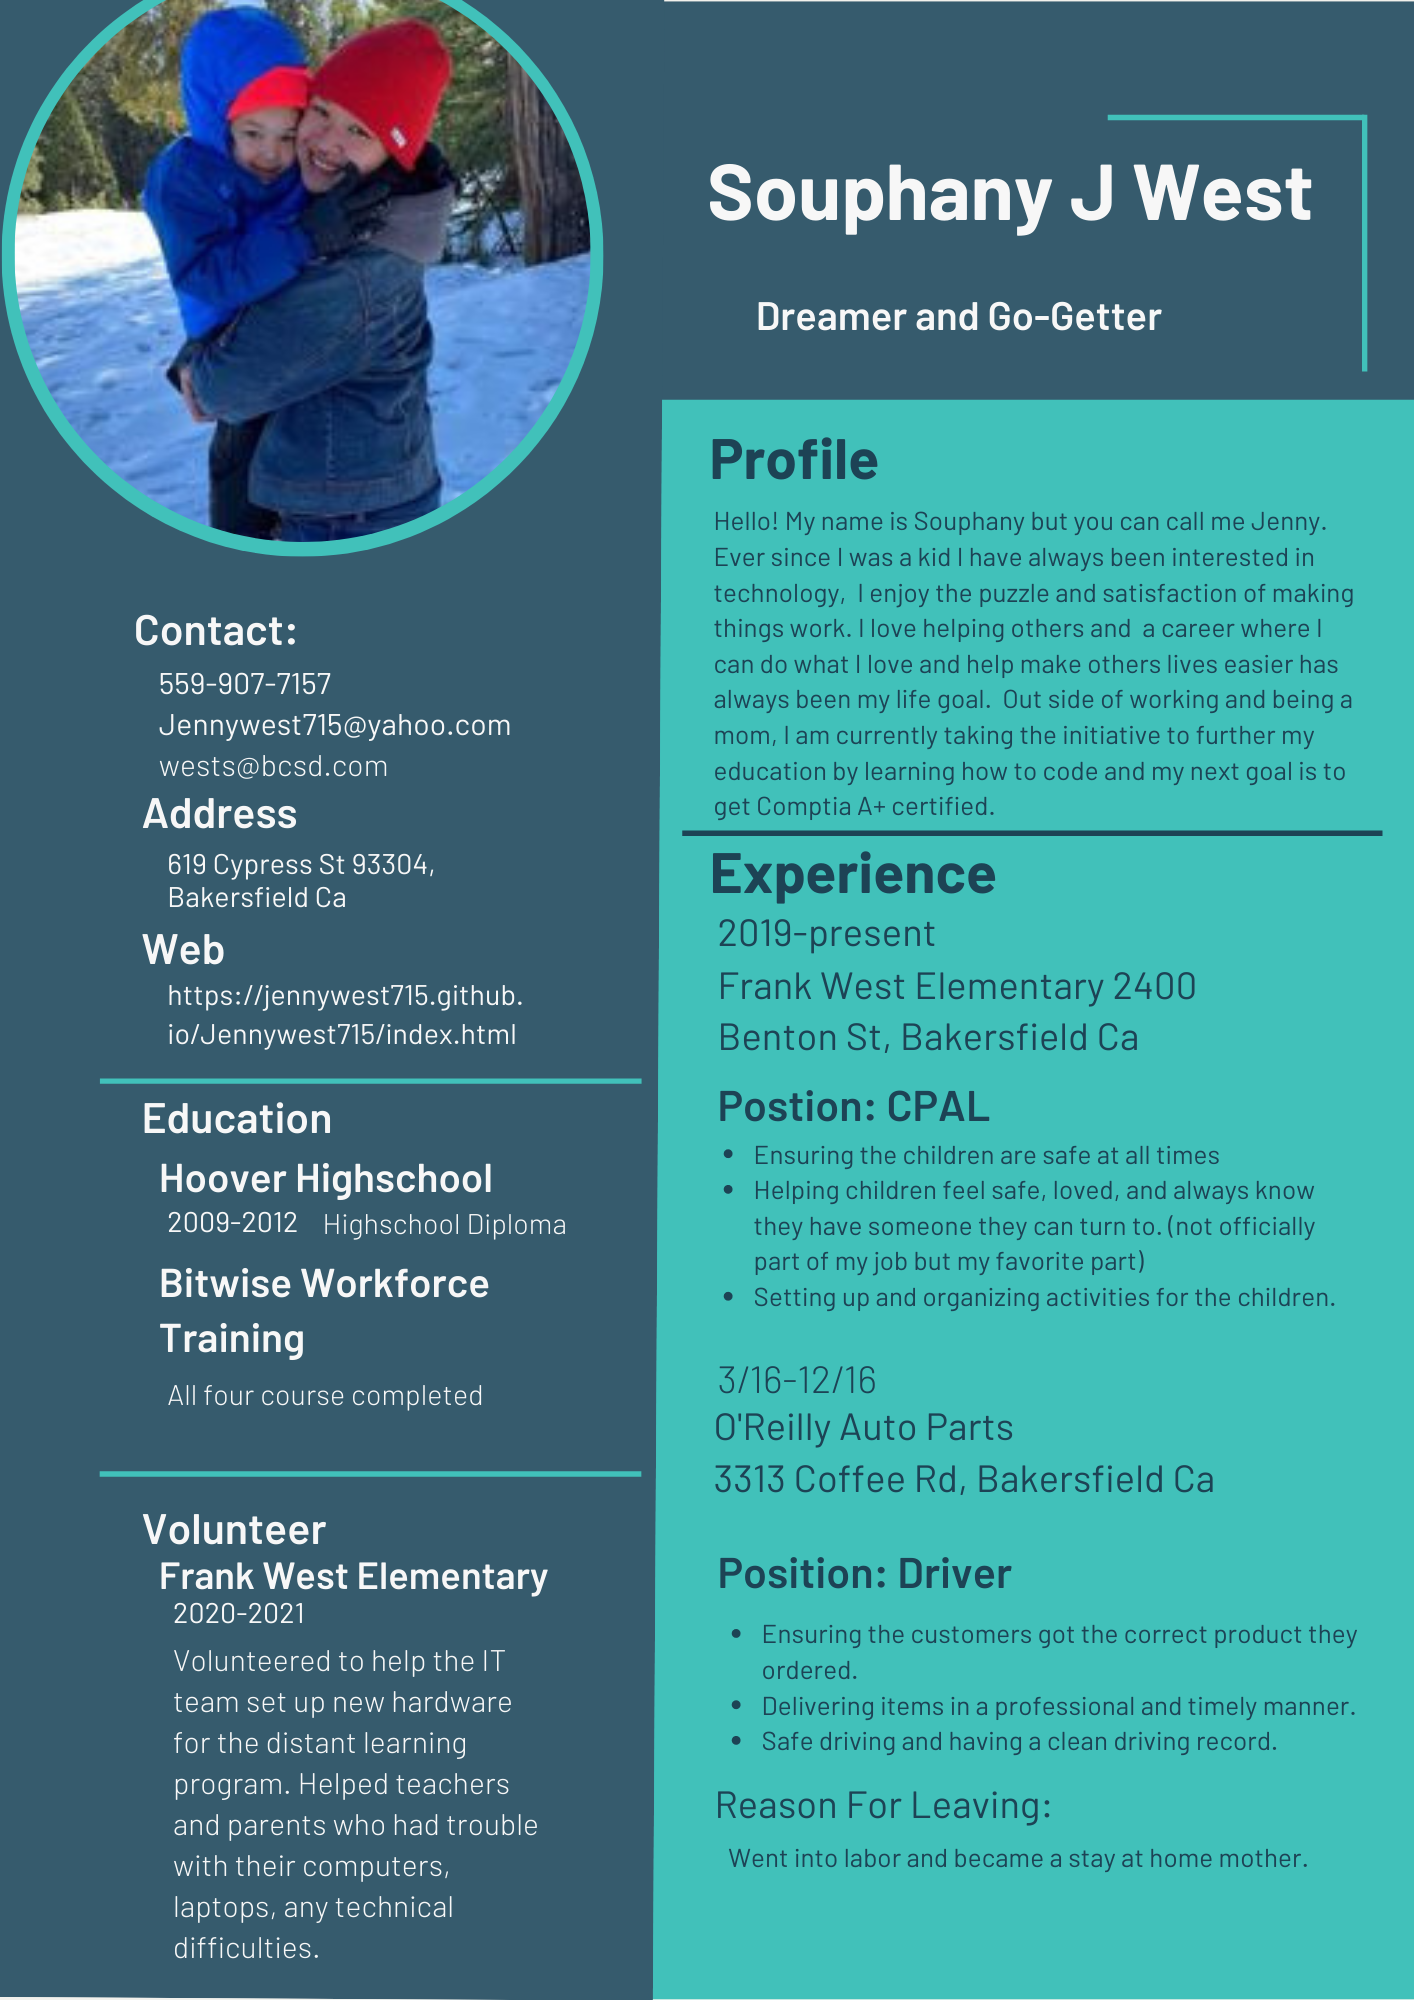 Souphany J West
Dreamer and Go-Getter
Contact:
559-907-7157
Jennywest715@yahoo.com
wests@bcsd.com
Address
619 Cypress St 93304,
Bakersfield Ca
Web
https://jennywest715.github.
io/Jennywest715/index.html
Education
Hoover Highschool
2009-2012 Highschool Diploma
Bitwise Workforce
Training
All four course completed
Volunteer
Frank West Elementary
2020-2021
Volunteered to help the IT
team set up new hardware
for the distant learning
program. Helped teachers
and parents who had trouble
with their computers,
laptops, any technical
difficulties.
Profile
Hello! My name is Souphany but you can call me Jenny.
Ever since I was a kid I have always been interested in
technology,  I enjoy the puzzle and satisfaction of making
things work. I love helping others and  a career where I
can do what I love and help make others lives easier has
always been my life goal.  Out side of working and being a
mom, I am currently taking the initiative to further my
education by learning how to code and my next goal is to
get Comptia A+ certified.
Experience
2019-present
Frank West Elementary 2400
Benton St, Bakersfield Ca
Postion: CPAL
• Ensuring the children are safe at all times
• Helping children feel safe, loved, and always know
they have someone they can turn to. (not officially
part of my job but my favorite part)
• Setting up and organizing activities for the children.
3/16-12/16
O'Reilly Auto Parts
3313 Coffee Rd, Bakersfield Ca
Position: Driver
• Ensuring the customers got the correct product they
ordered.
• Delivering items in a professional and timely manner.
• Safe driving and having a clean driving record.
Reason For Leaving:
Went into labor and became a stay at home mother.